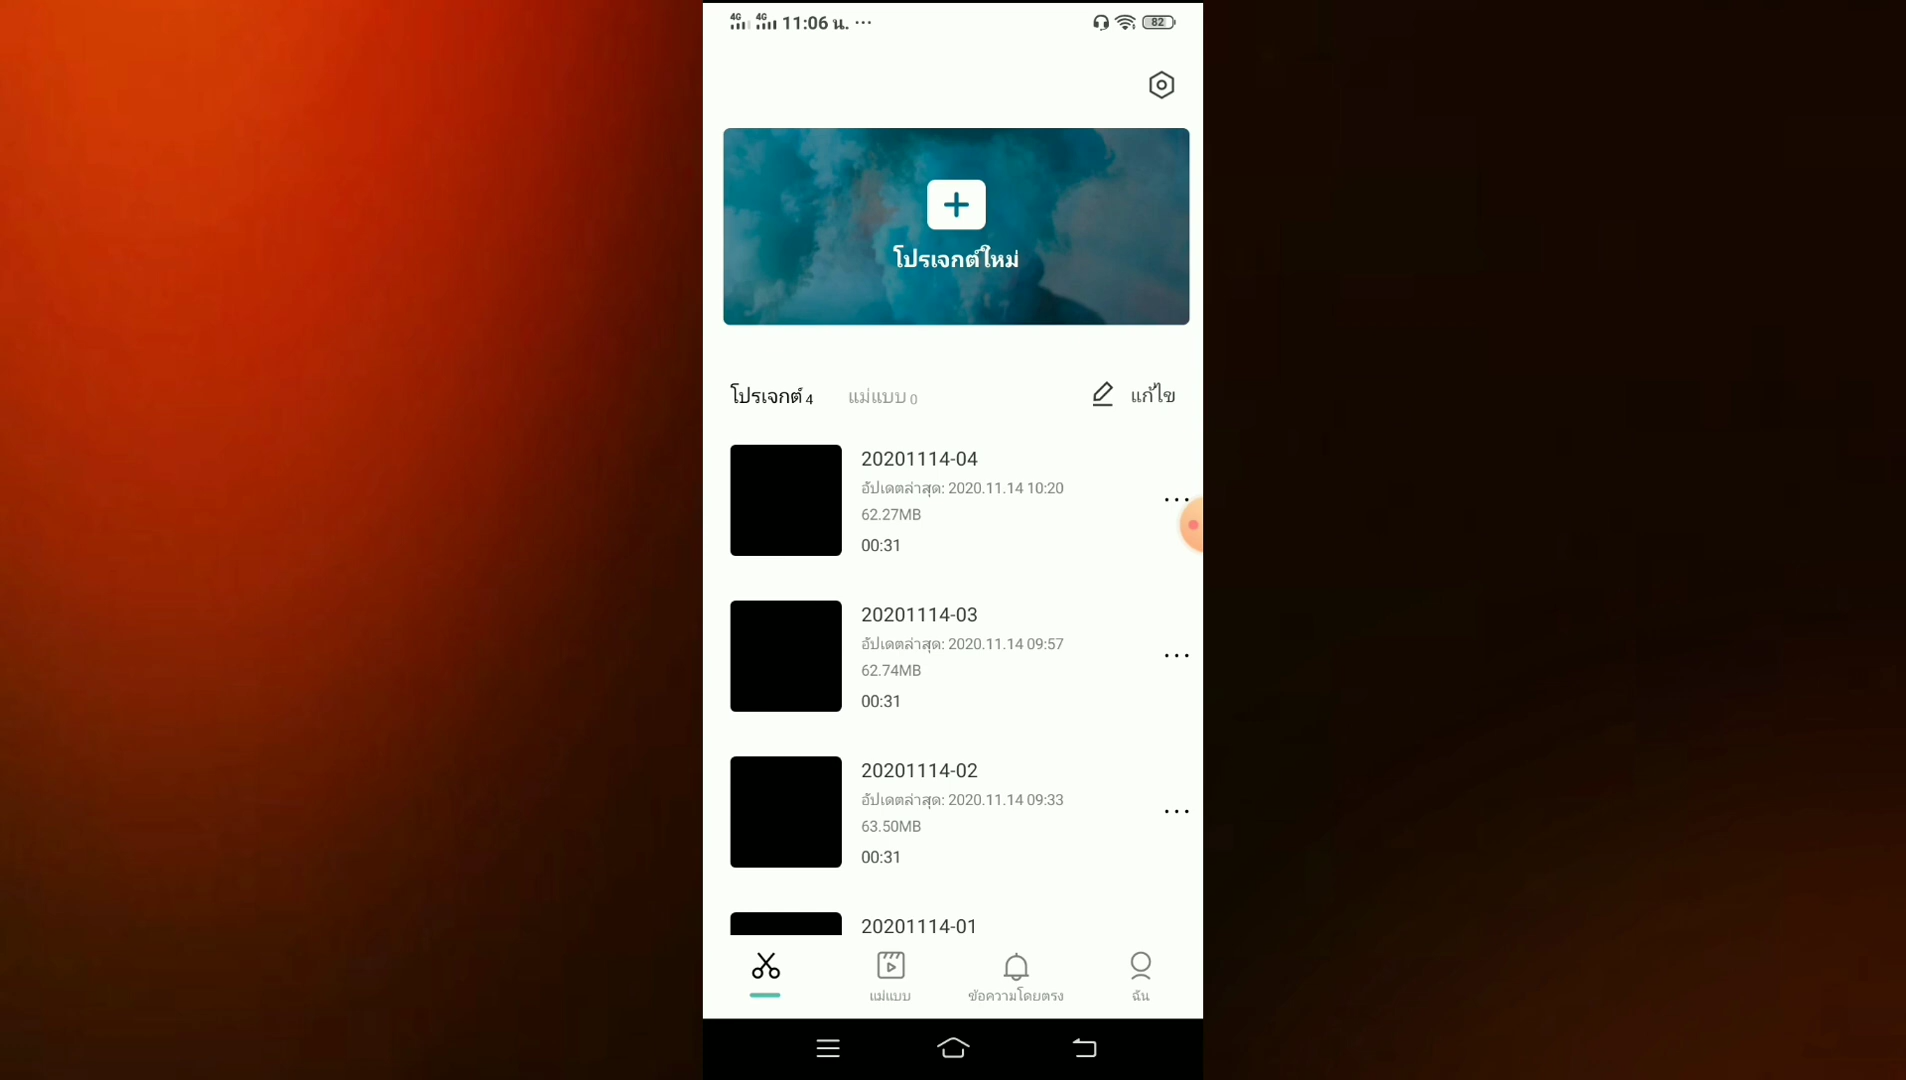 4G 4G 11:06 น. ... 82
โปรเจกต์ใหม่
โปรเจกต์ 4 แม่แบบ 0 แก้ไข
20201114-04
อัปเดตล่าสุด: 2020.11.14 10:20
62.27MB
00:31
20201114-03
อัปเดตล่าสุด: 2020.11.14 09:57
62.74MB
00:31
20201114-02
อัปเดตล่าสุด: 2020.11.14 09:33
63.50MB
00:31
20201114-01
แม่แบบ ข้อความโดยตรง ฉัน